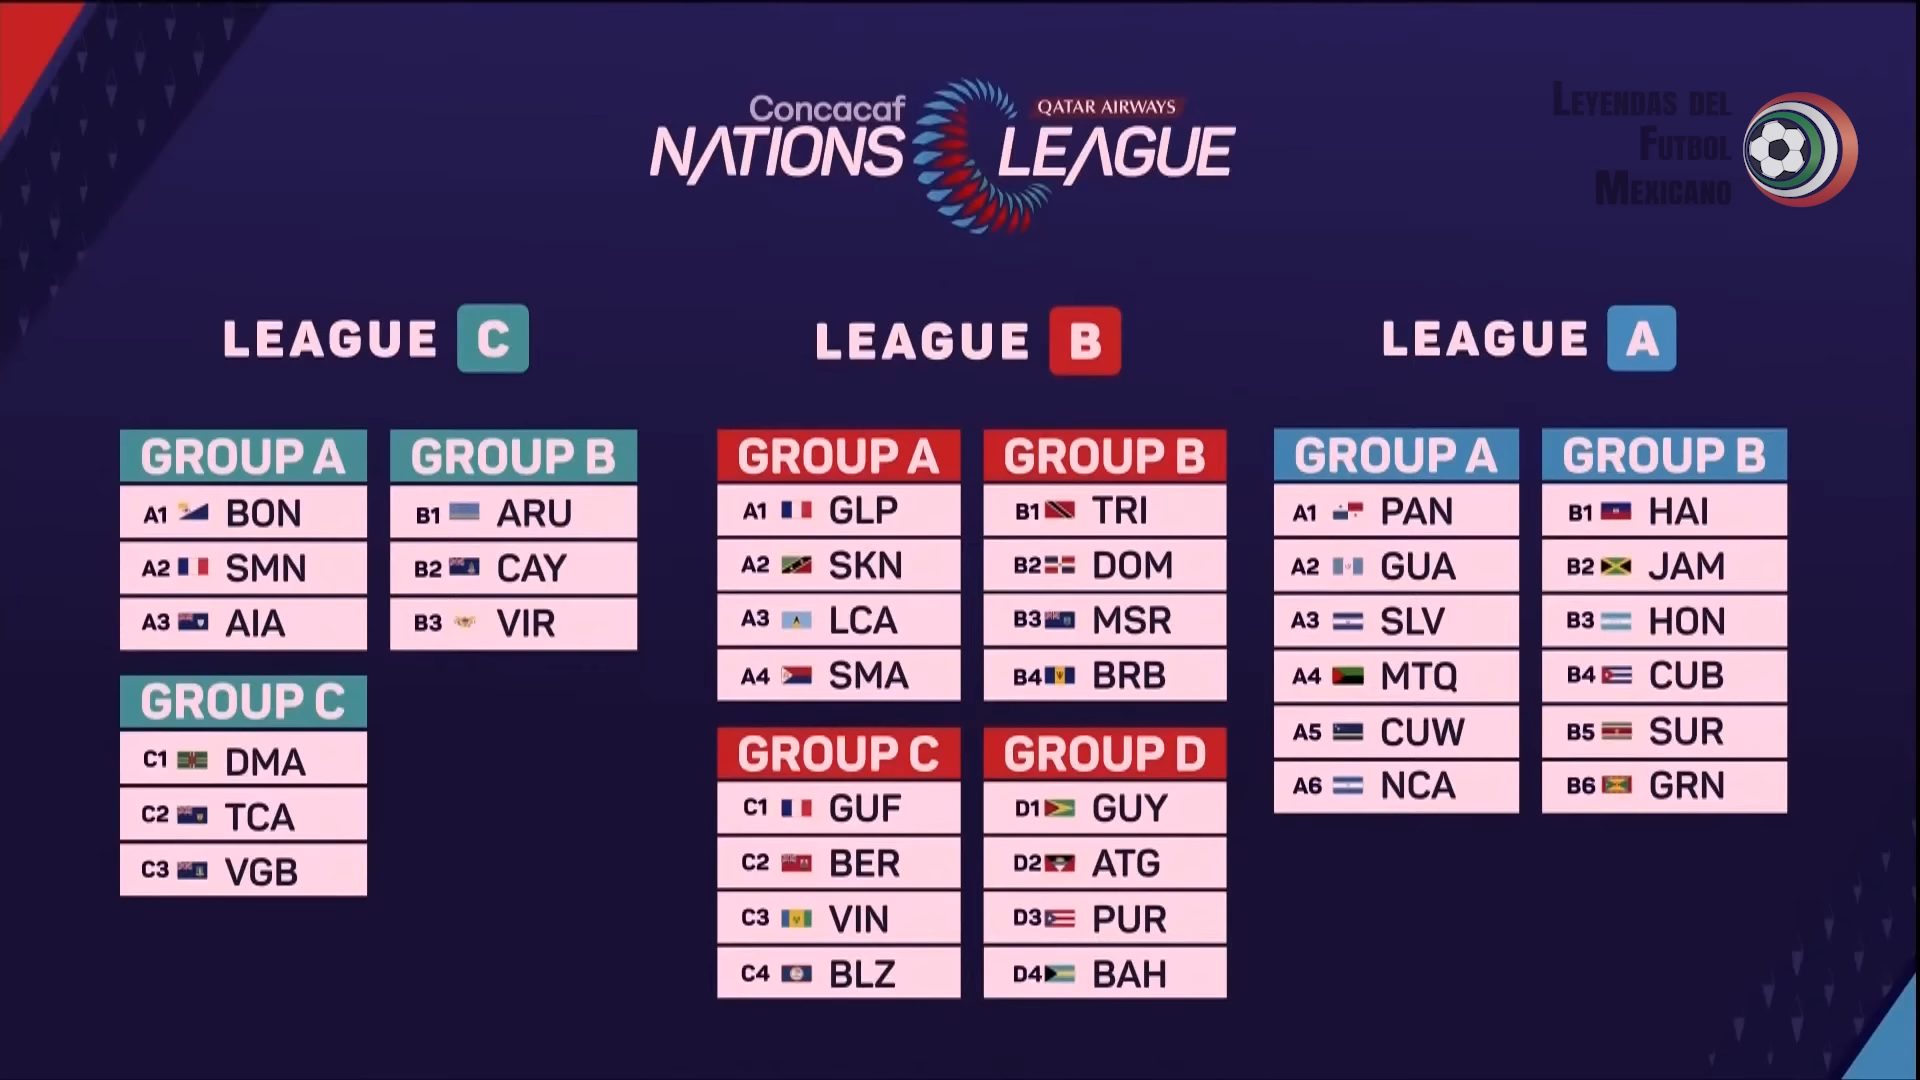 Concacaf
NATIONS
QATAR AIRWAYS
LEAGUE
LEYENDAS DEL
FUTBOL
MEXICANO
LEAGUE C
GROUP A
A1 BON
A2 SMN
A3 AIA
GROUP B
B1 ARU
B2 CAY
B3 VIR
GROUP C
C1 DMA
C2 TCA
C3 VGB
LEAGUE B
GROUP A
A1 GLP
A2 SKN
A3 LCA
A4 SMA
GROUP B
B1 TRI
B2 DOM
B3 MSR
B4 BRB
GROUP C
C1 GUF
C2 BER
C3 VIN
C4 BLZ
GROUP D
D1 GUY
D2 ATG
D3 PUR
D4 BAH
LEAGUE A
GROUP A
A1 PAN
A2 GUA
A3 SLV
A4 MTQ
A5 CUW
A6 NCA
GROUP B
B1 HAI
B2 JAM
B3 HON
B4 CUB
B5 SUR
B6 GRN